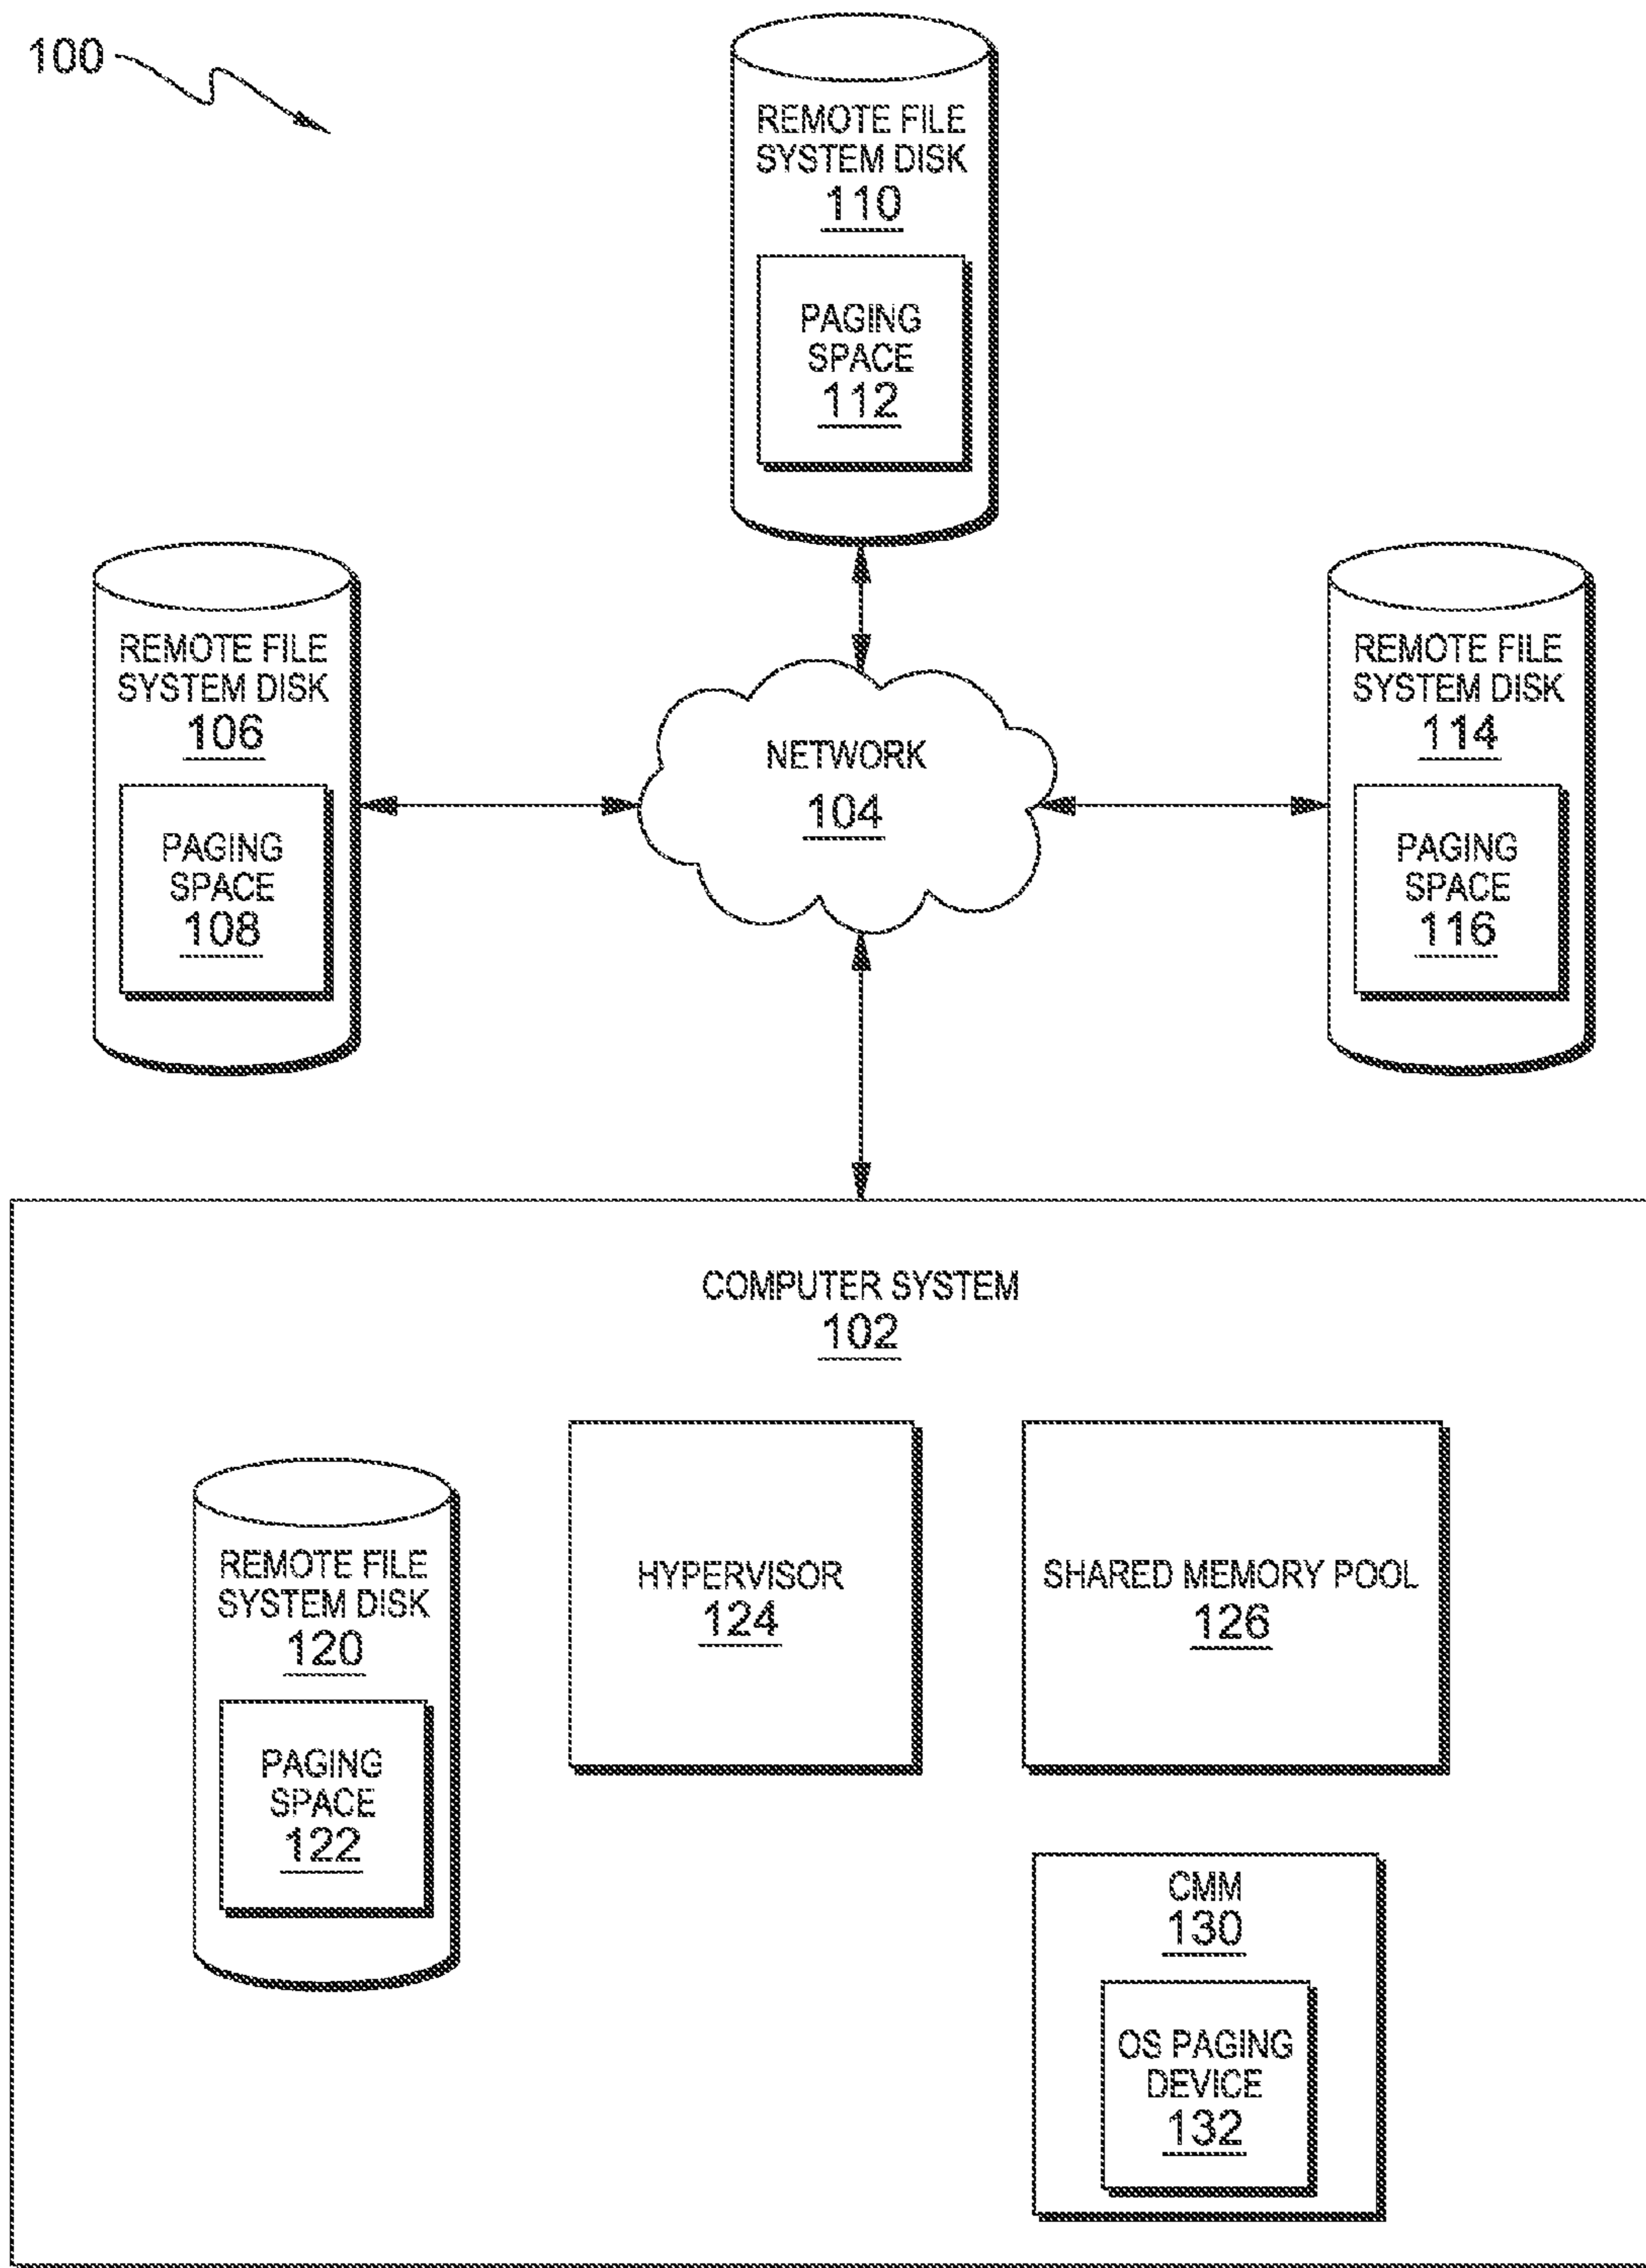 100
REMOTE FILE
SYSTEM DISK
110
PAGING
SPACE
112
REMOTE FILE
SYSTEM DISK
106
PAGING
SPACE
108
NETWORK
104
REMOTE FILE
SYSTEM DISK
114
PAGING
SPACE
116
COMPUTER SYSTEM
102
REMOTE FILE
SYSTEM DISK
120
PAGING
SPACE
122
HYPERVISOR
124
SHARED MEMORY POOL
126
CMM
130
OS PAGING
DEVICE
132